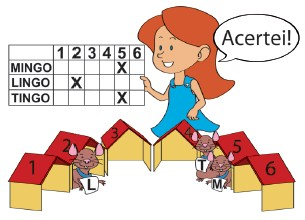 Acertei!
1 2 3 4 5 6
MINGO X
LINGO X
TINGO X
1 2 3 4 5 6
L T M